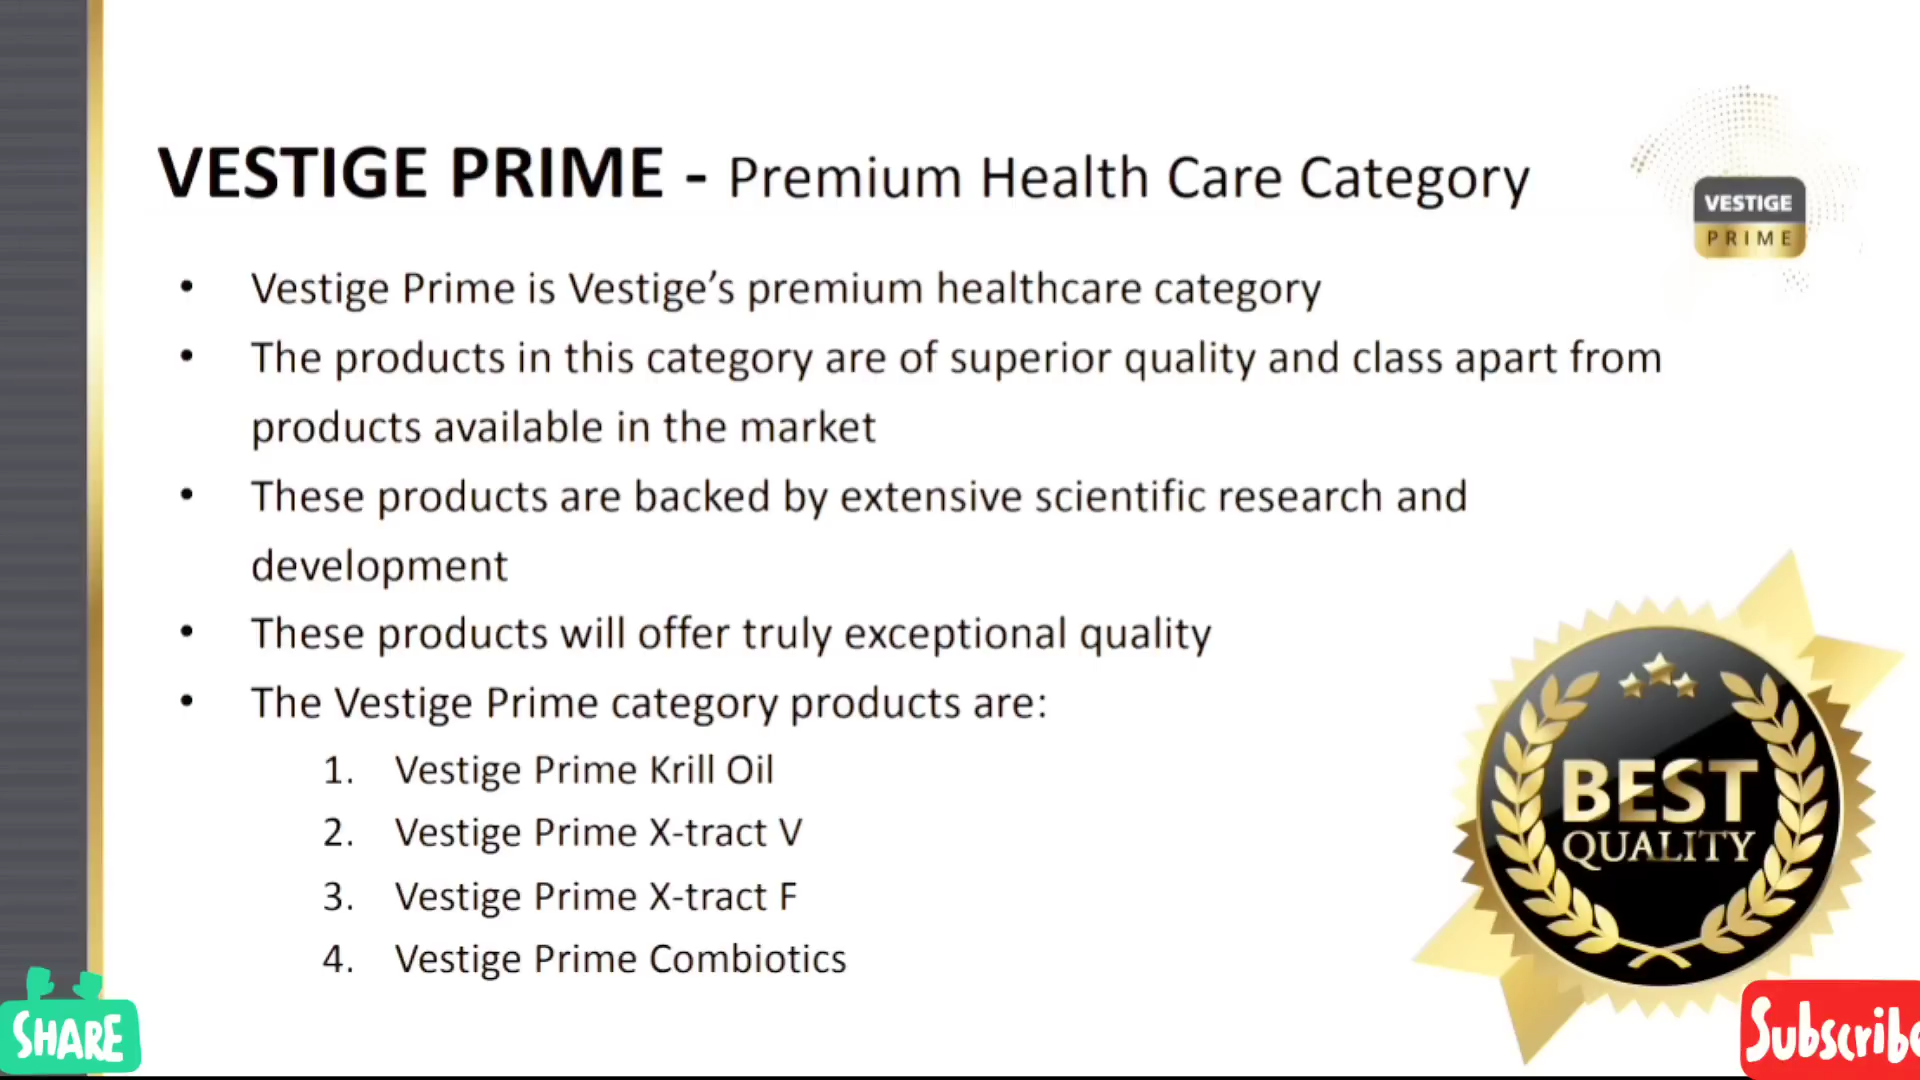 VESTIGE PRIME - Premium Health Care Category
VESTIGE
PRIME
• Vestige Prime is Vestige’s premium healthcare category
• The products in this category are of superior quality and class apart from
products available in the market
• These products are backed by extensive scientific research and
development
• These products will offer truly exceptional quality
• The Vestige Prime category products are:
1. Vestige Prime Krill Oil
2. Vestige Prime X-tract V
3. Vestige Prime X-tract F
4. Vestige Prime Combiotics
BEST
QUALITY
SHARE
Subscribe